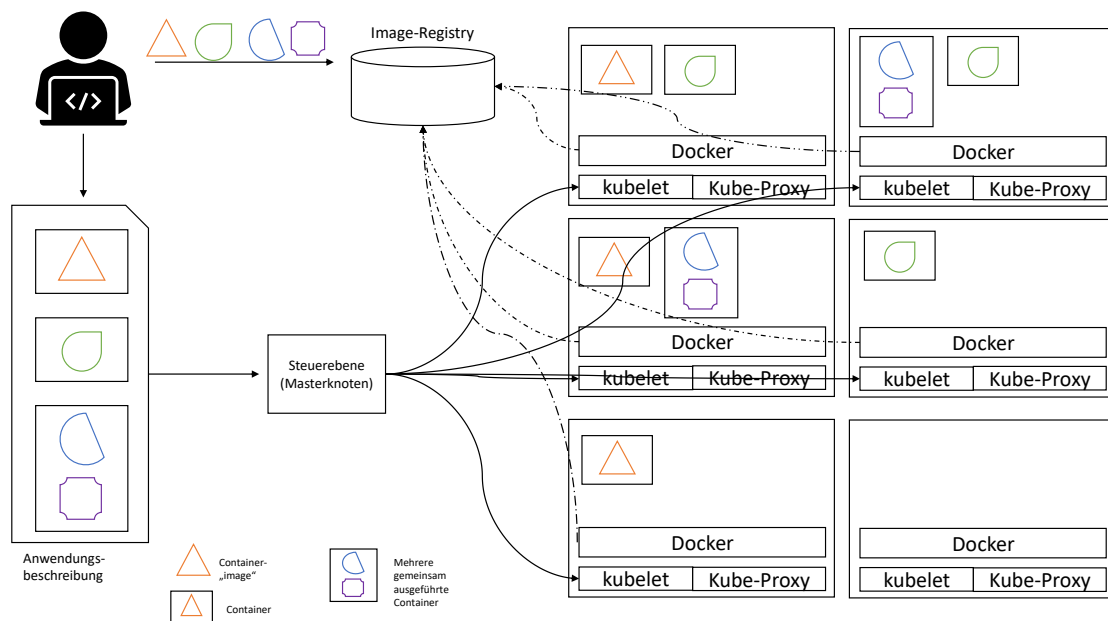 Image-Registry
</>
Docker
kubelet
Kube-Proxy
Docker
kubelet
Kube-Proxy
Docker
kubelet
Kube-Proxy
Docker
kubelet
Kube-Proxy
Steuerebene
(Masterknoten)
Docker
kubelet
Kube-Proxy
Docker
kubelet
Kube-Proxy
Anwendungs-
beschreibung
Container-
„image“
Container
Mehrere
gemeinsam
ausgeführte
Container